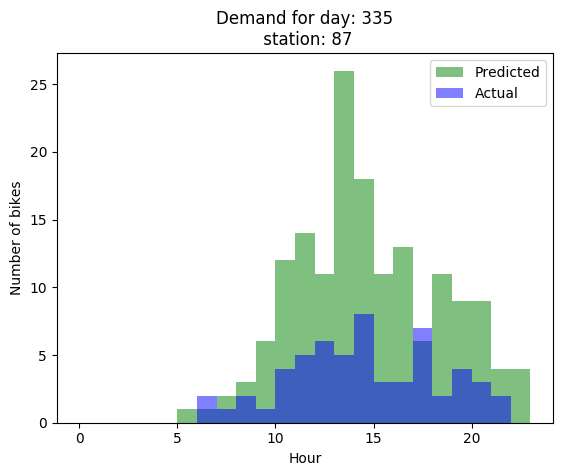 Demand for day: 335
station: 87
Predicted
Actual
Number of bikes
25
20
15
10
5
0
0
5
10
15
20
Hour